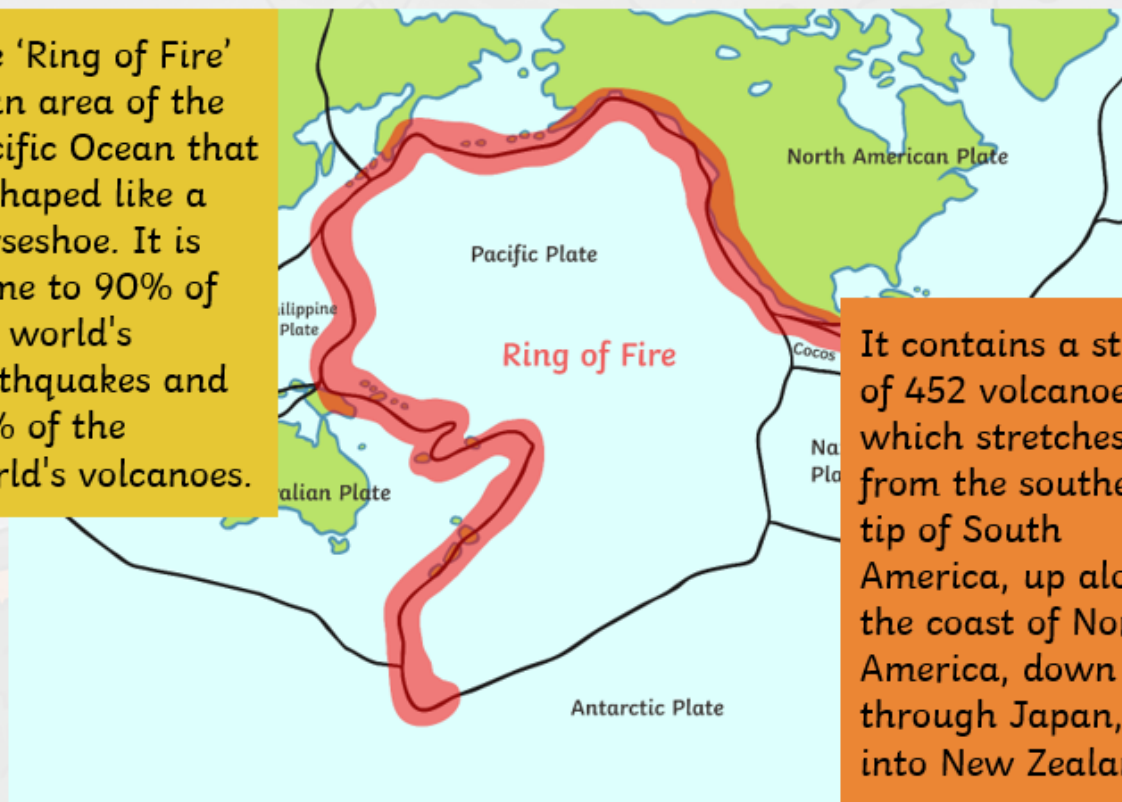 e 'Ring of Fire'
an area of the
cific Ocean that
haped like a
seshoe. It is
me to 90% of
world's
thquakes and
% of the
rld's volcanoes.
North American Plate
Pacific Plate
ilippine
Plate
Ring of Fire
Cocos
Na
Pla
alian Plate
Antarctic Plate
It contains a st
of 452 volcanoe
which stretches
from the southe
tip of South
America, up alo
the coast of Nor
America, down
through Japan,
into New Zeala